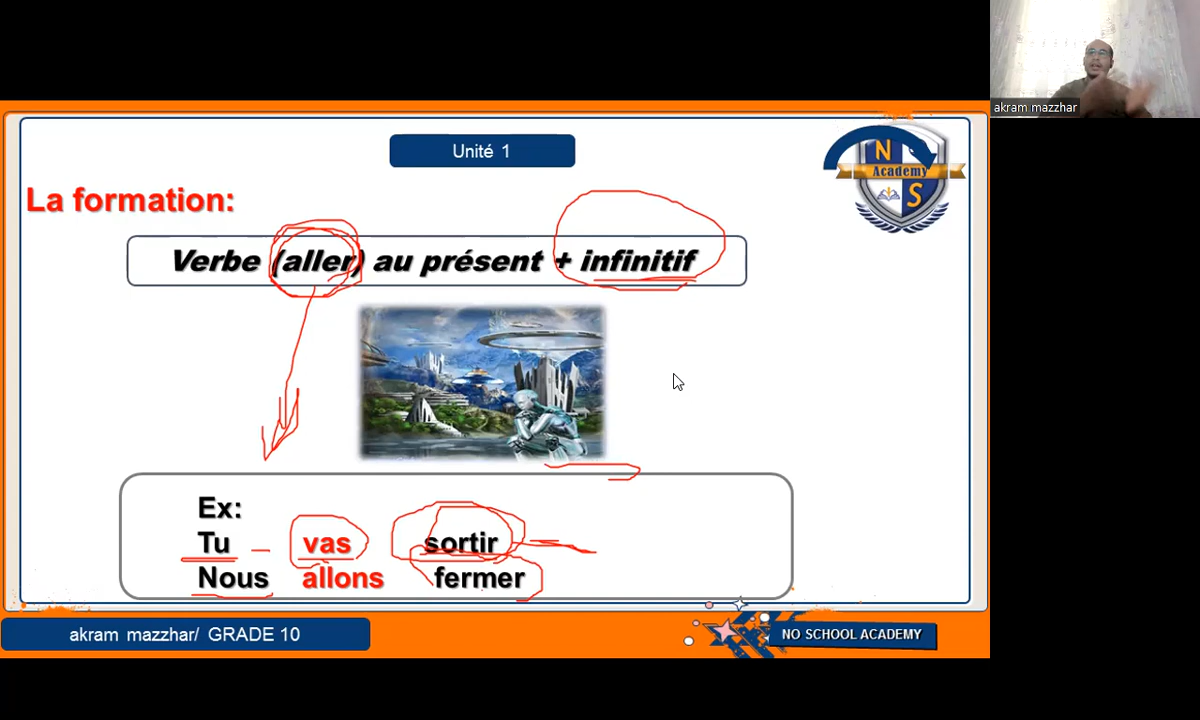 akram mazzhar
Unité 1
N S
Academy
La formation:
Verbe (aller) au présent + infinitif
Ex:
Tu vas sortir
Nous allons fermer
akram mazzhar/ GRADE 10
NO SCHOOL ACADEMY